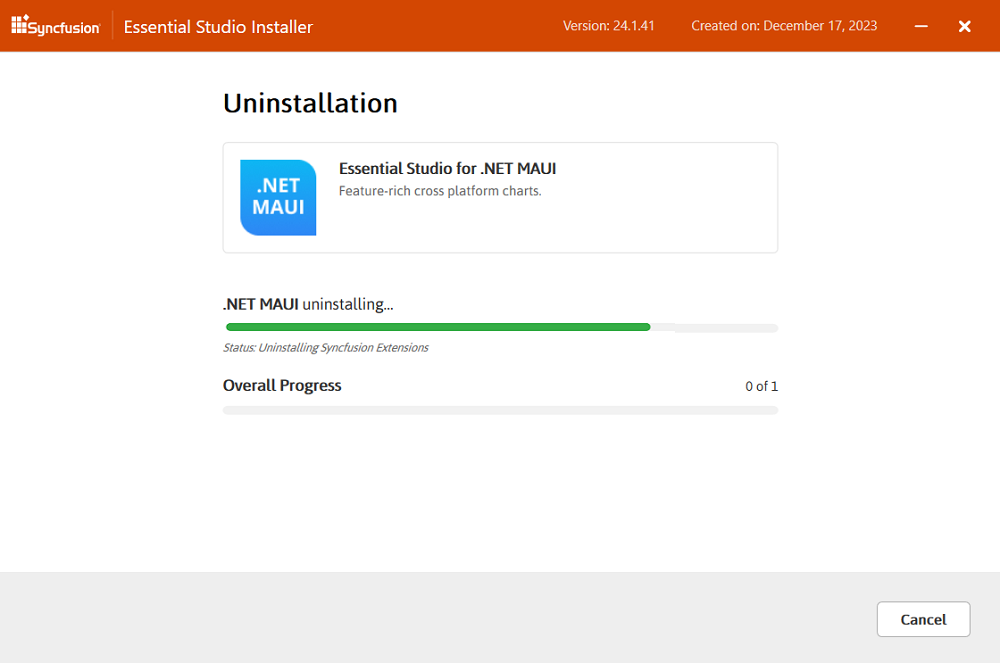 Syncfusion Essential Studio Installer Version: 24.1.41 Created on: December 17, 2023
Uninstallation
.NET
MAUI
Essential Studio for .NET MAUI
Feature-rich cross platform charts.
.NET MAUI uninstalling...
Status: Uninstalling Syncfusion Extensions
Overall Progress 0 of 1
Cancel